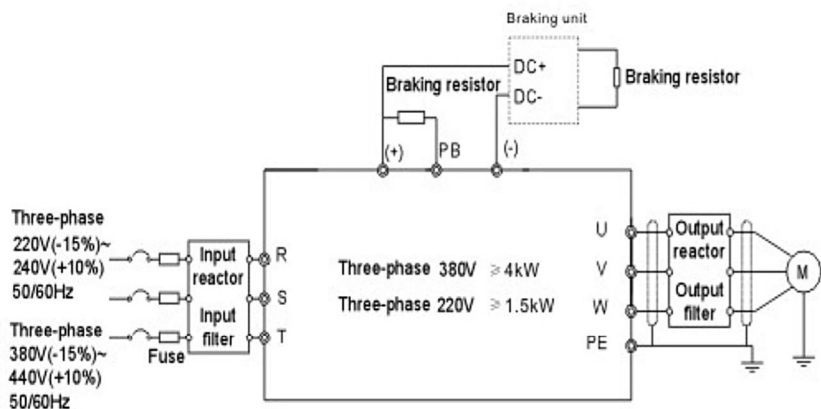 Braking unit
DC+
DC-
Braking resistor
Braking resistor
(+)
PB
(-)
Three-phase
220V(-15%)~
240V(+10%)
50/60Hz
Three-phase
380V(-15%)~
440V(+10%)
50/60Hz
Fuse
Input
reactor
Input
filter
R
S
T
Three-phase 380V ≥4kW
Three-phase 220V ≥1.5kW
U
V
W
PE
Output
reactor
Output
filter
M